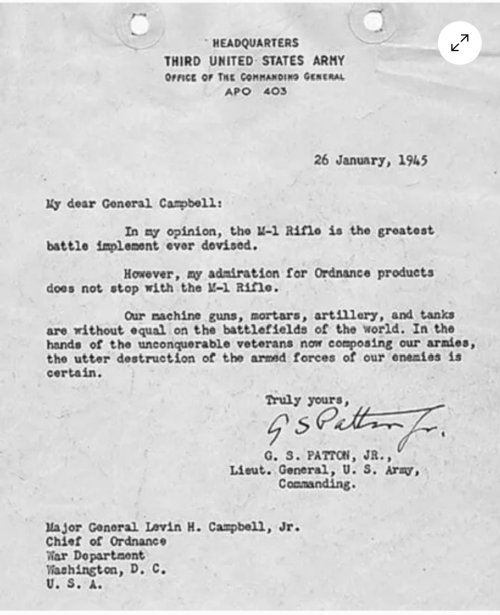 HEADQUARTERS
THIRD UNITED STATES ARMY
OFFICE OF THE COMMANDING GENERAL
APO 403
26 January, 1945
My dear General Campbell:
In my opinion, the M-1 Rifle is the greatest
battle implement ever devised.
However, my admiration for Ordnance products
does not stop with the M-1 Rifle.
Our machine guns, mortars, artillery, and tanks
are without equal on the battlefields of the world. In the
hands of the unconquerable veterans now composing our armies,
the utter destruction of the armed forces of our enemies is
certain.
Truly yours,
G S Patton Jr.
G. S. PATTON, JR.,
Lieut. General, U. S. Army,
Commanding.
Major General Levin H. Campbell, Jr.
Chief of Ordnance
War Department
Washington, D. C.
U. S. A.